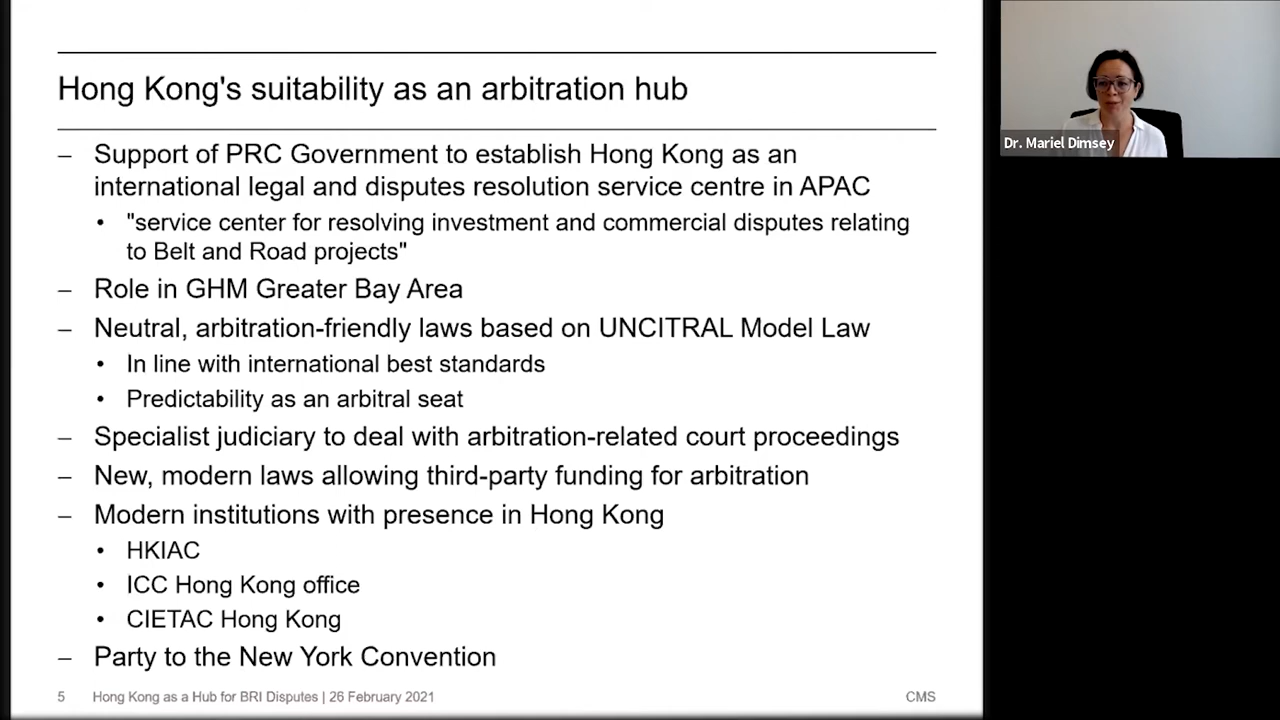 Hong Kong's suitability as an arbitration hub
– Support of PRC Government to establish Hong Kong as an
international legal and disputes resolution service centre in APAC
• "service center for resolving investment and commercial disputes relating
to Belt and Road projects"
– Role in GHM Greater Bay Area
– Neutral, arbitration-friendly laws based on UNCITRAL Model Law
• In line with international best standards
• Predictability as an arbitral seat
– Specialist judiciary to deal with arbitration-related court proceedings
– New, modern laws allowing third-party funding for arbitration
– Modern institutions with presence in Hong Kong
• HKIAC
• ICC Hong Kong office
• CIETAC Hong Kong
– Party to the New York Convention
5 Hong Kong as a Hub for BRI Disputes | 26 February 2021 CMS
Dr. Mariel Dimsey